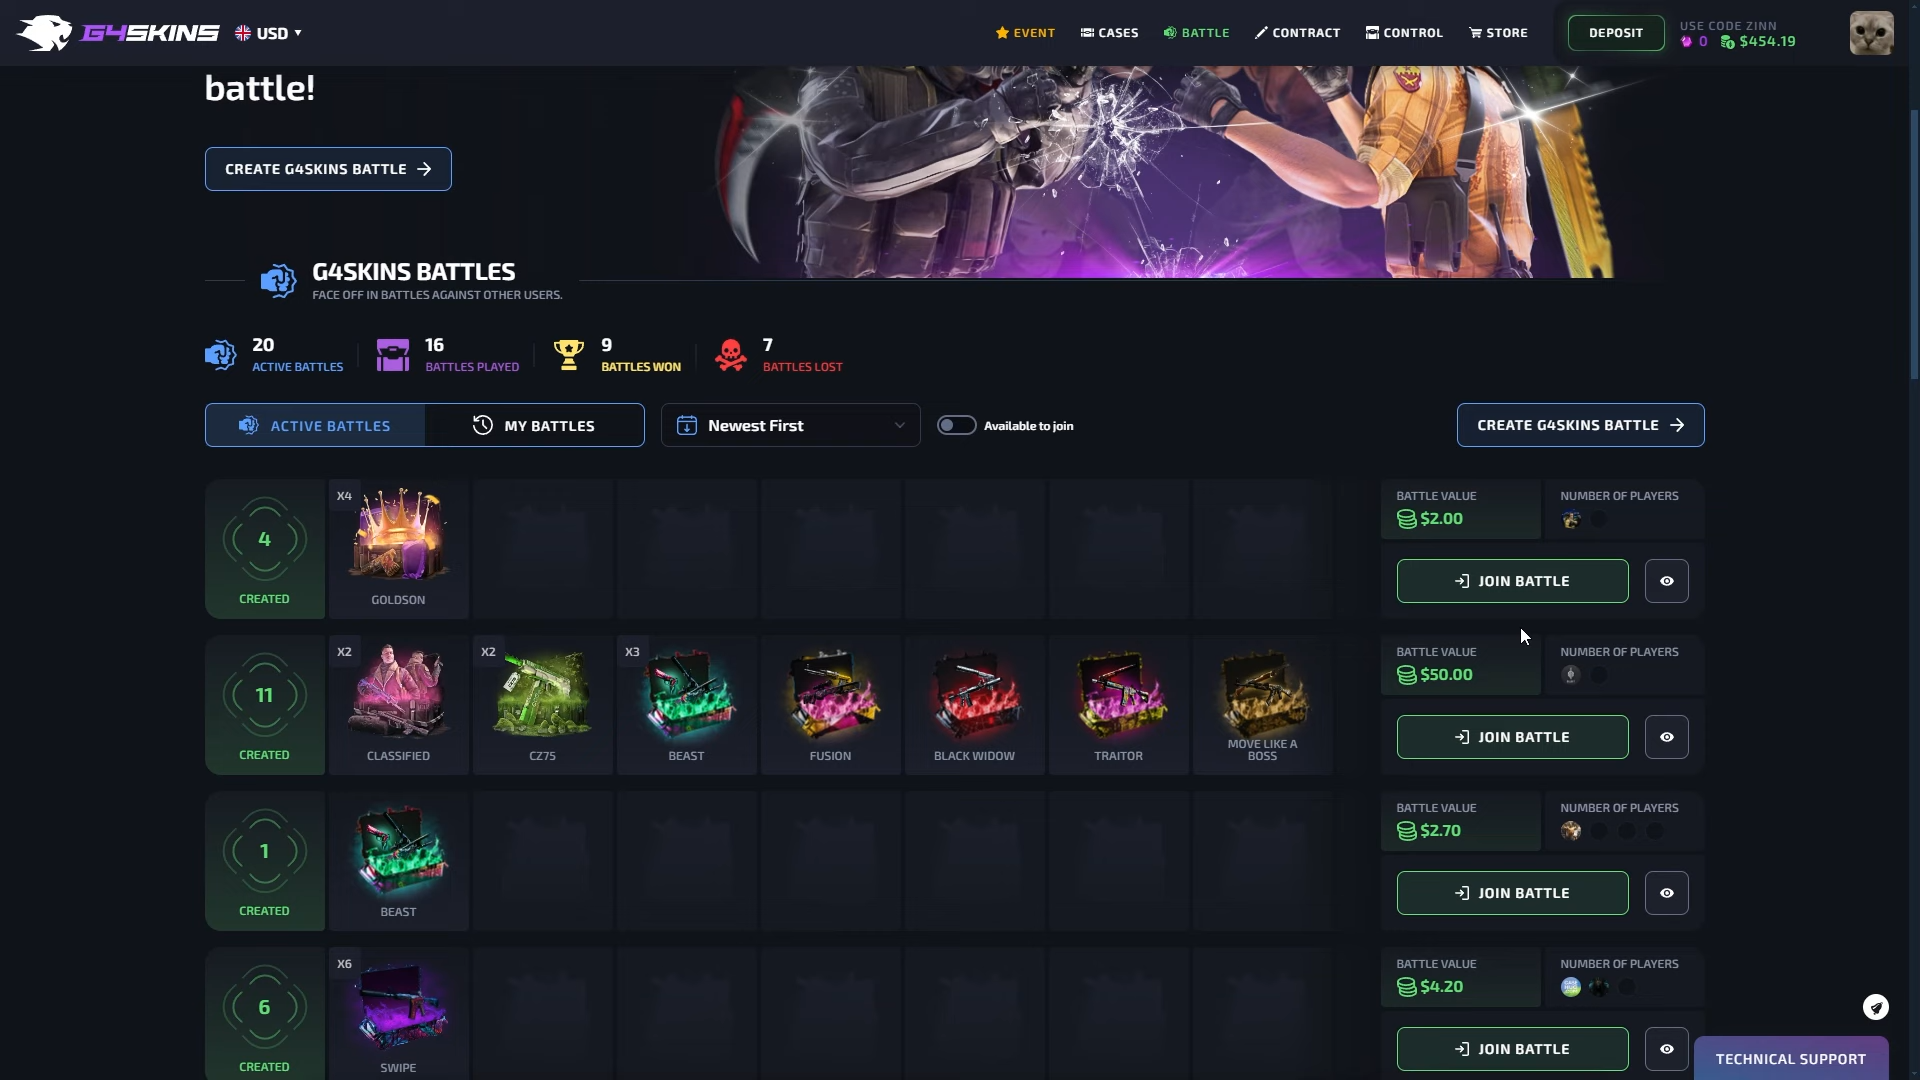 G4SKINS
USD
EVENT
CASES
BATTLE
CONTRACT
CONTROL
STORE
DEPOSIT
USE CODE ZINN
0 $454.19
battle!
CREATE G4SKINS BATTLE
G4SKINS BATTLES
FACE OFF IN BATTLES AGAINST OTHER USERS.
20
ACTIVE BATTLES
16
BATTLES PLAYED
9
BATTLES WON
7
BATTLES LOST
ACTIVE BATTLES
MY BATTLES
Newest First
Available to join
CREATE G4SKINS BATTLE
4
CREATED
X4
GOLDSON
BATTLE VALUE
$2.00
NUMBER OF PLAYERS
JOIN BATTLE
11
CREATED
X2
CLASSIFIED
X2
CZ75
X3
BEAST
FUSION
BLACK WIDOW
TRAITOR
MOVE LIKE A
BOSS
BATTLE VALUE
$50.00
NUMBER OF PLAYERS
JOIN BATTLE
1
CREATED
BEAST
BATTLE VALUE
$2.70
NUMBER OF PLAYERS
JOIN BATTLE
6
CREATED
X6
SWIPE
BATTLE VALUE
$4.20
NUMBER OF PLAYERS
JOIN BATTLE
TECHNICAL SUPPORT